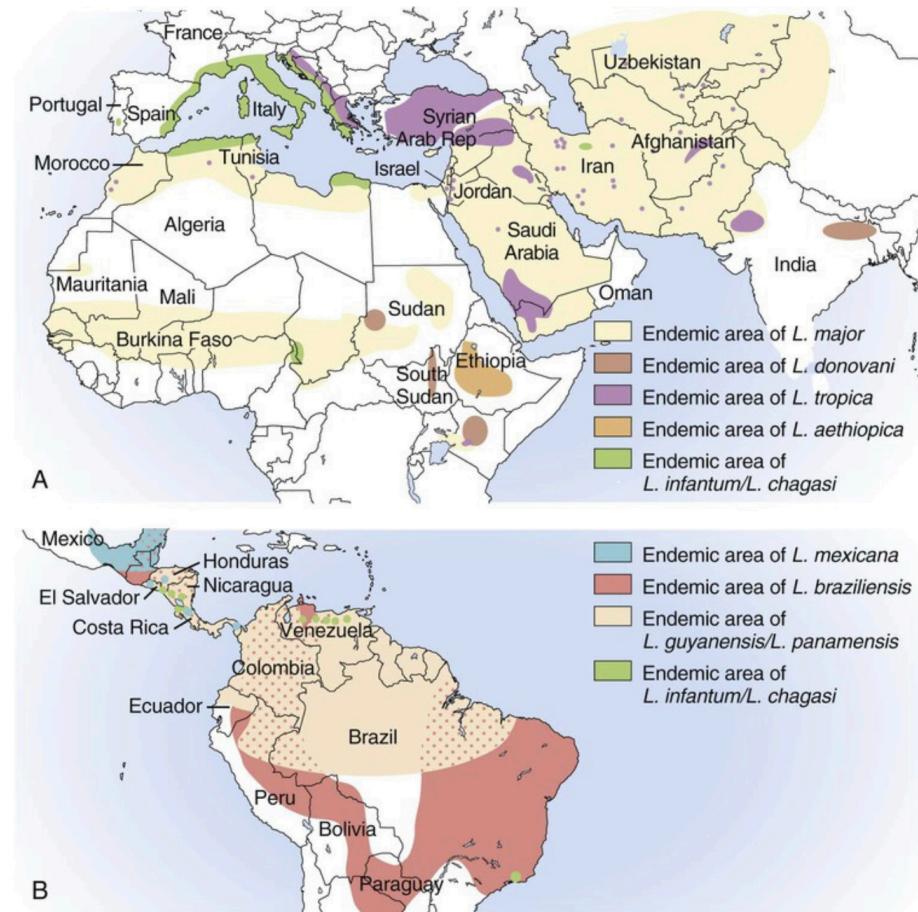 France
Uzbekistan
Portugal
Spain
Italy
Syrian
Arab Rep
Afghanistan
Morocco
Tunisia
Israel
Iran
Jordan
Algeria
Saudi
Arabia
India
Mauritania
Mali
Sudan
Oman
Burkina Faso
Ethiopia
South
Sudan
Endemic area of L. major
Endemic area of L. donovani
Endemic area of L. tropica
Endemic area of L. aethiopica
Endemic area of
L. infantum/L. chagasi
A
Mexico
Honduras
Nicaragua
El Salvador
Costa Rica
Venezuela
Colombia
Ecuador
Brazil
Peru
Bolivia
Paraguay
Endemic area of L. mexicana
Endemic area of L. braziliensis
Endemic area of
L. guyanensis/L. panamensis
Endemic area of
L. infantum/L. chagasi
B